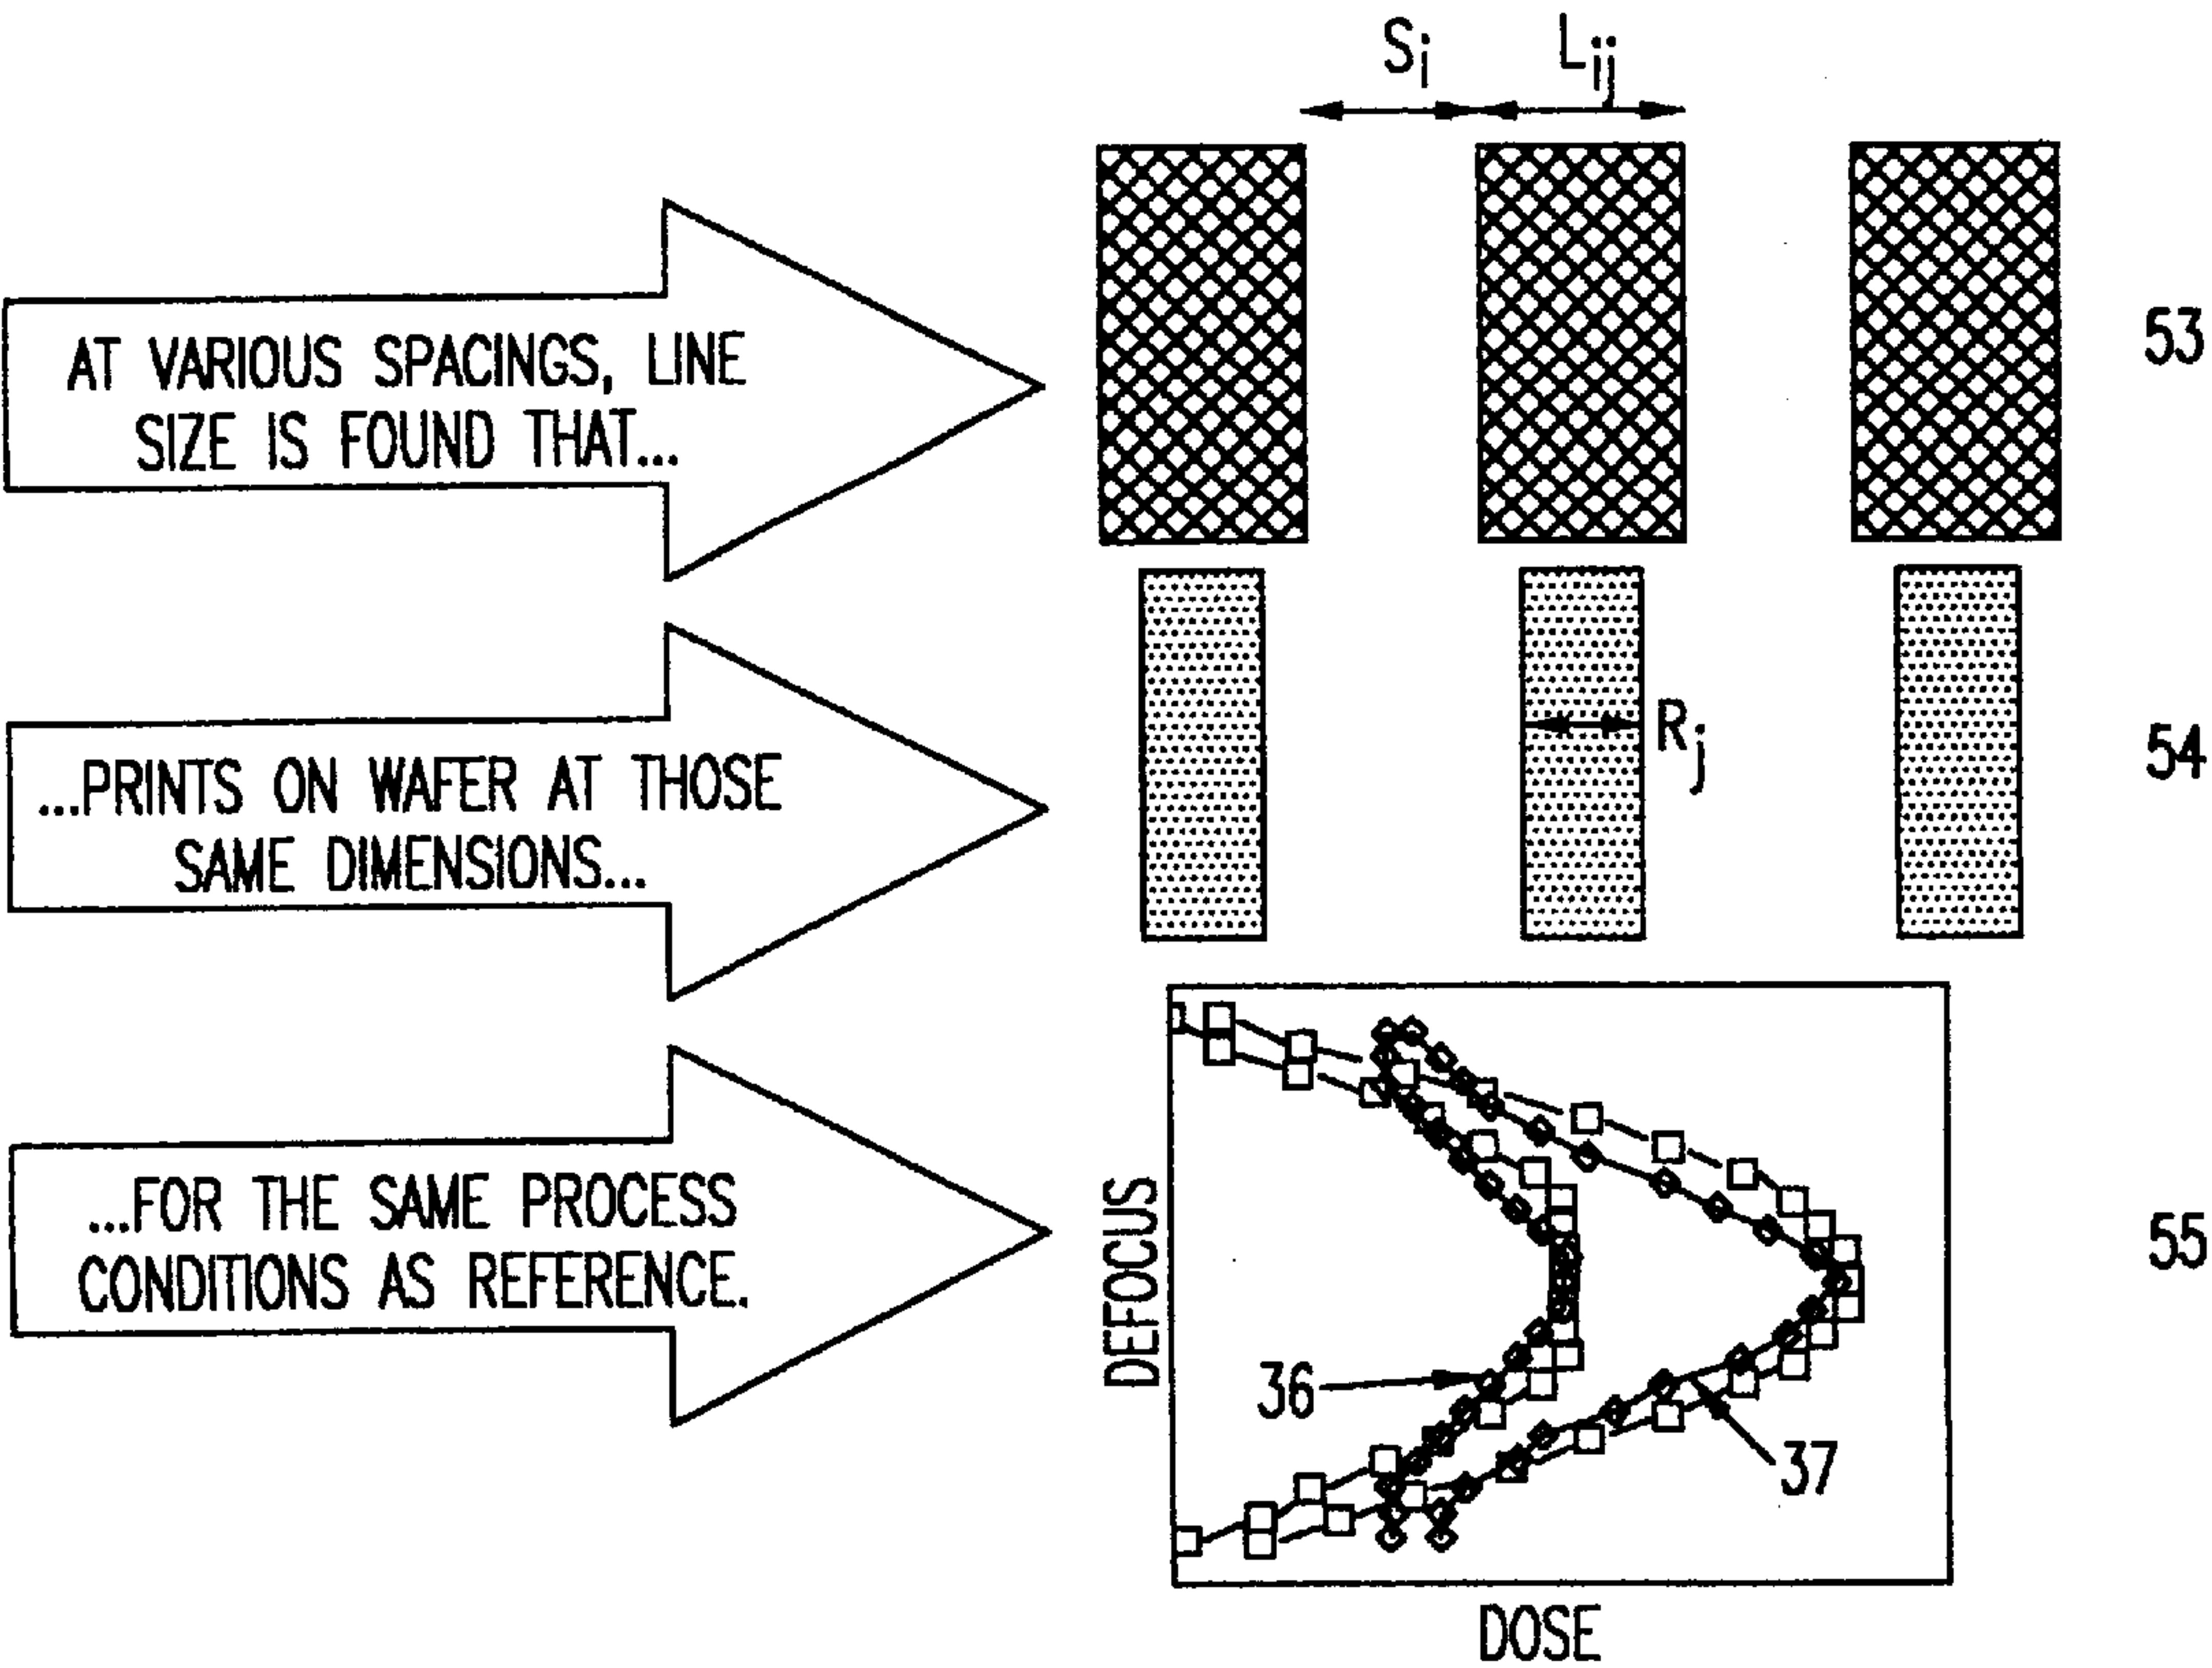 Si Lij
AT VARIOUS SPACINGS, LINE
SIZE IS FOUND THAT...
53
...PRINTS ON WAFER AT THOSE
SAME DIMENSIONS...
Rj
54
...FOR THE SAME PROCESS
CONDITIONS AS REFERENCE.
DEFOCUS
36
37
DOSE
55